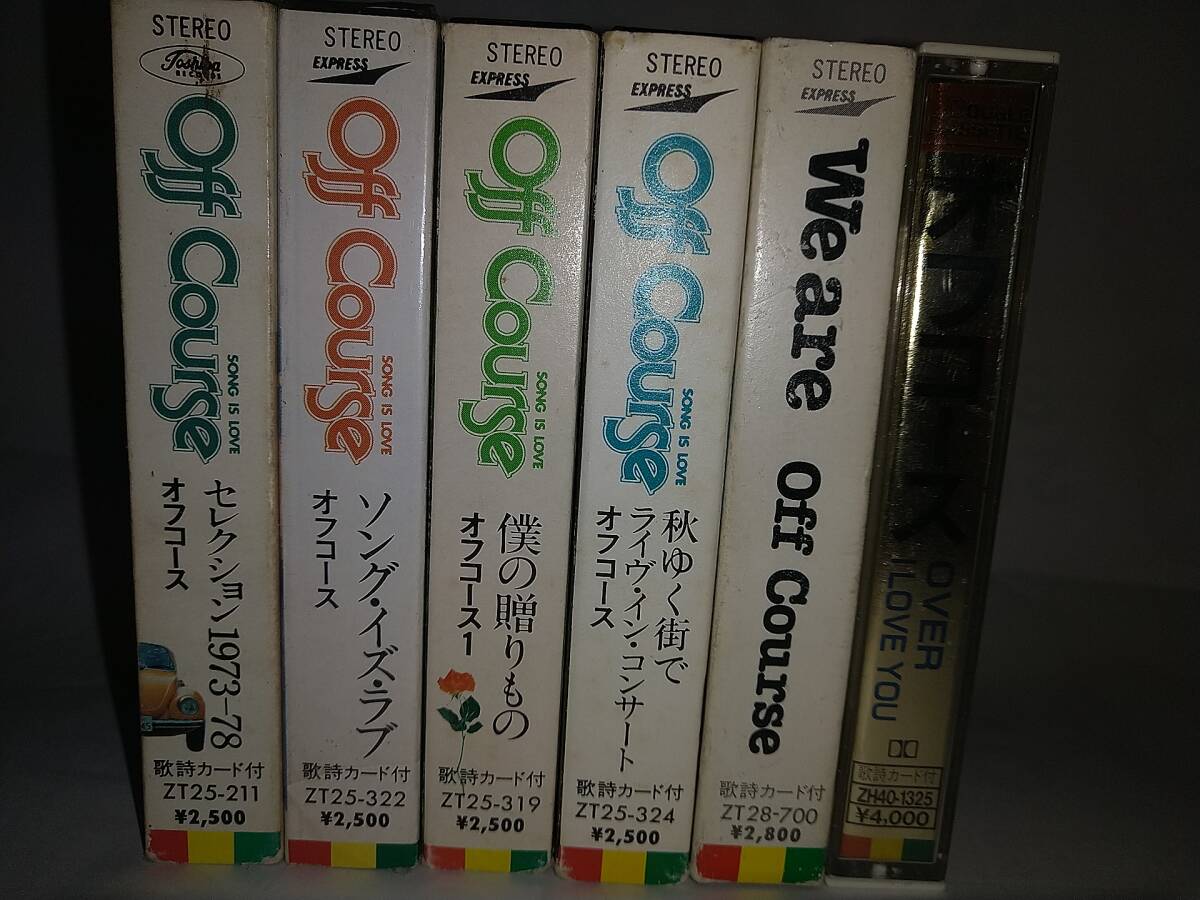 STEREO
Toshiba
RECORDS
Off Course
SONG IS LOVE
セレクション1973-78
オフコース
歌詩カード付
ZT25-211
¥2,500
STEREO
EXPRESS
Off Course
SONG IS LOVE
ソング・イズ・ラブ
オフコース
歌詩カード付
ZT25-322
¥2,500
STEREO
EXPRESS
Off Course
SONG IS LOVE
僕の贈りもの
オフコース1
歌詩カード付
ZT25-319
¥2,500
STEREO
EXPRESS
Off Course
SONG IS LOVE
秋ゆく街で
ライヴ・イン・コンサート
オフコース
歌詩カード付
ZT25-324
¥2,500
STEREO
EXPRESS
We are Off Course
歌詩カード付
ZT28-700
¥2,800
OVER
I LOVE YOU
歌詩カード付
ZH40-1325
¥4,000